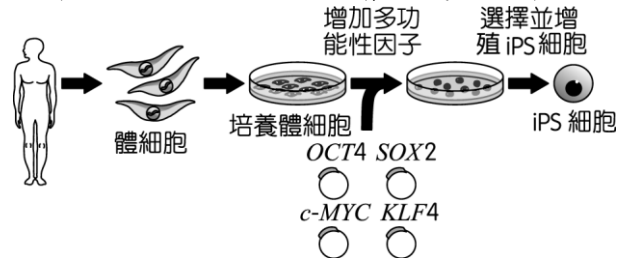 增加多功
能性因子
選擇並增
殖 iPS 細胞
體細胞
培養體細胞
iPS 細胞
OCT4 SOX2
c-MYC KLF4